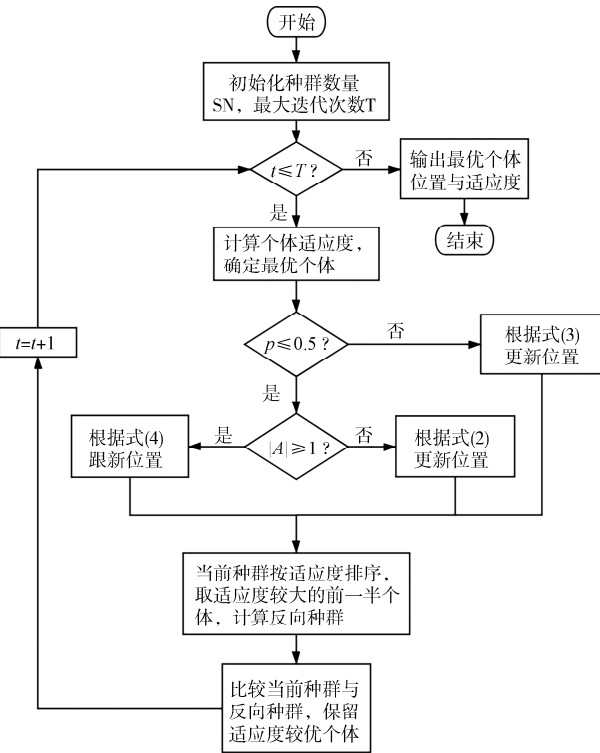 开始
初始化种群数量
SN，最大迭代次数T
t≤T?
否
输出最优个体
位置与适应度
结束
是
计算个体适应度，
确定最优个体
t=t+1
p≤0.5?
否
根据式(3)
更新位置
是
|A|≥1?
是
根据式(4)
跟新位置
否
根据式(2)
更新位置
当前种群按适应度排序，
取适应度较大的前一半个
体，计算反向种群
比较当前种群与
反向种群，保留
适应度较优个体